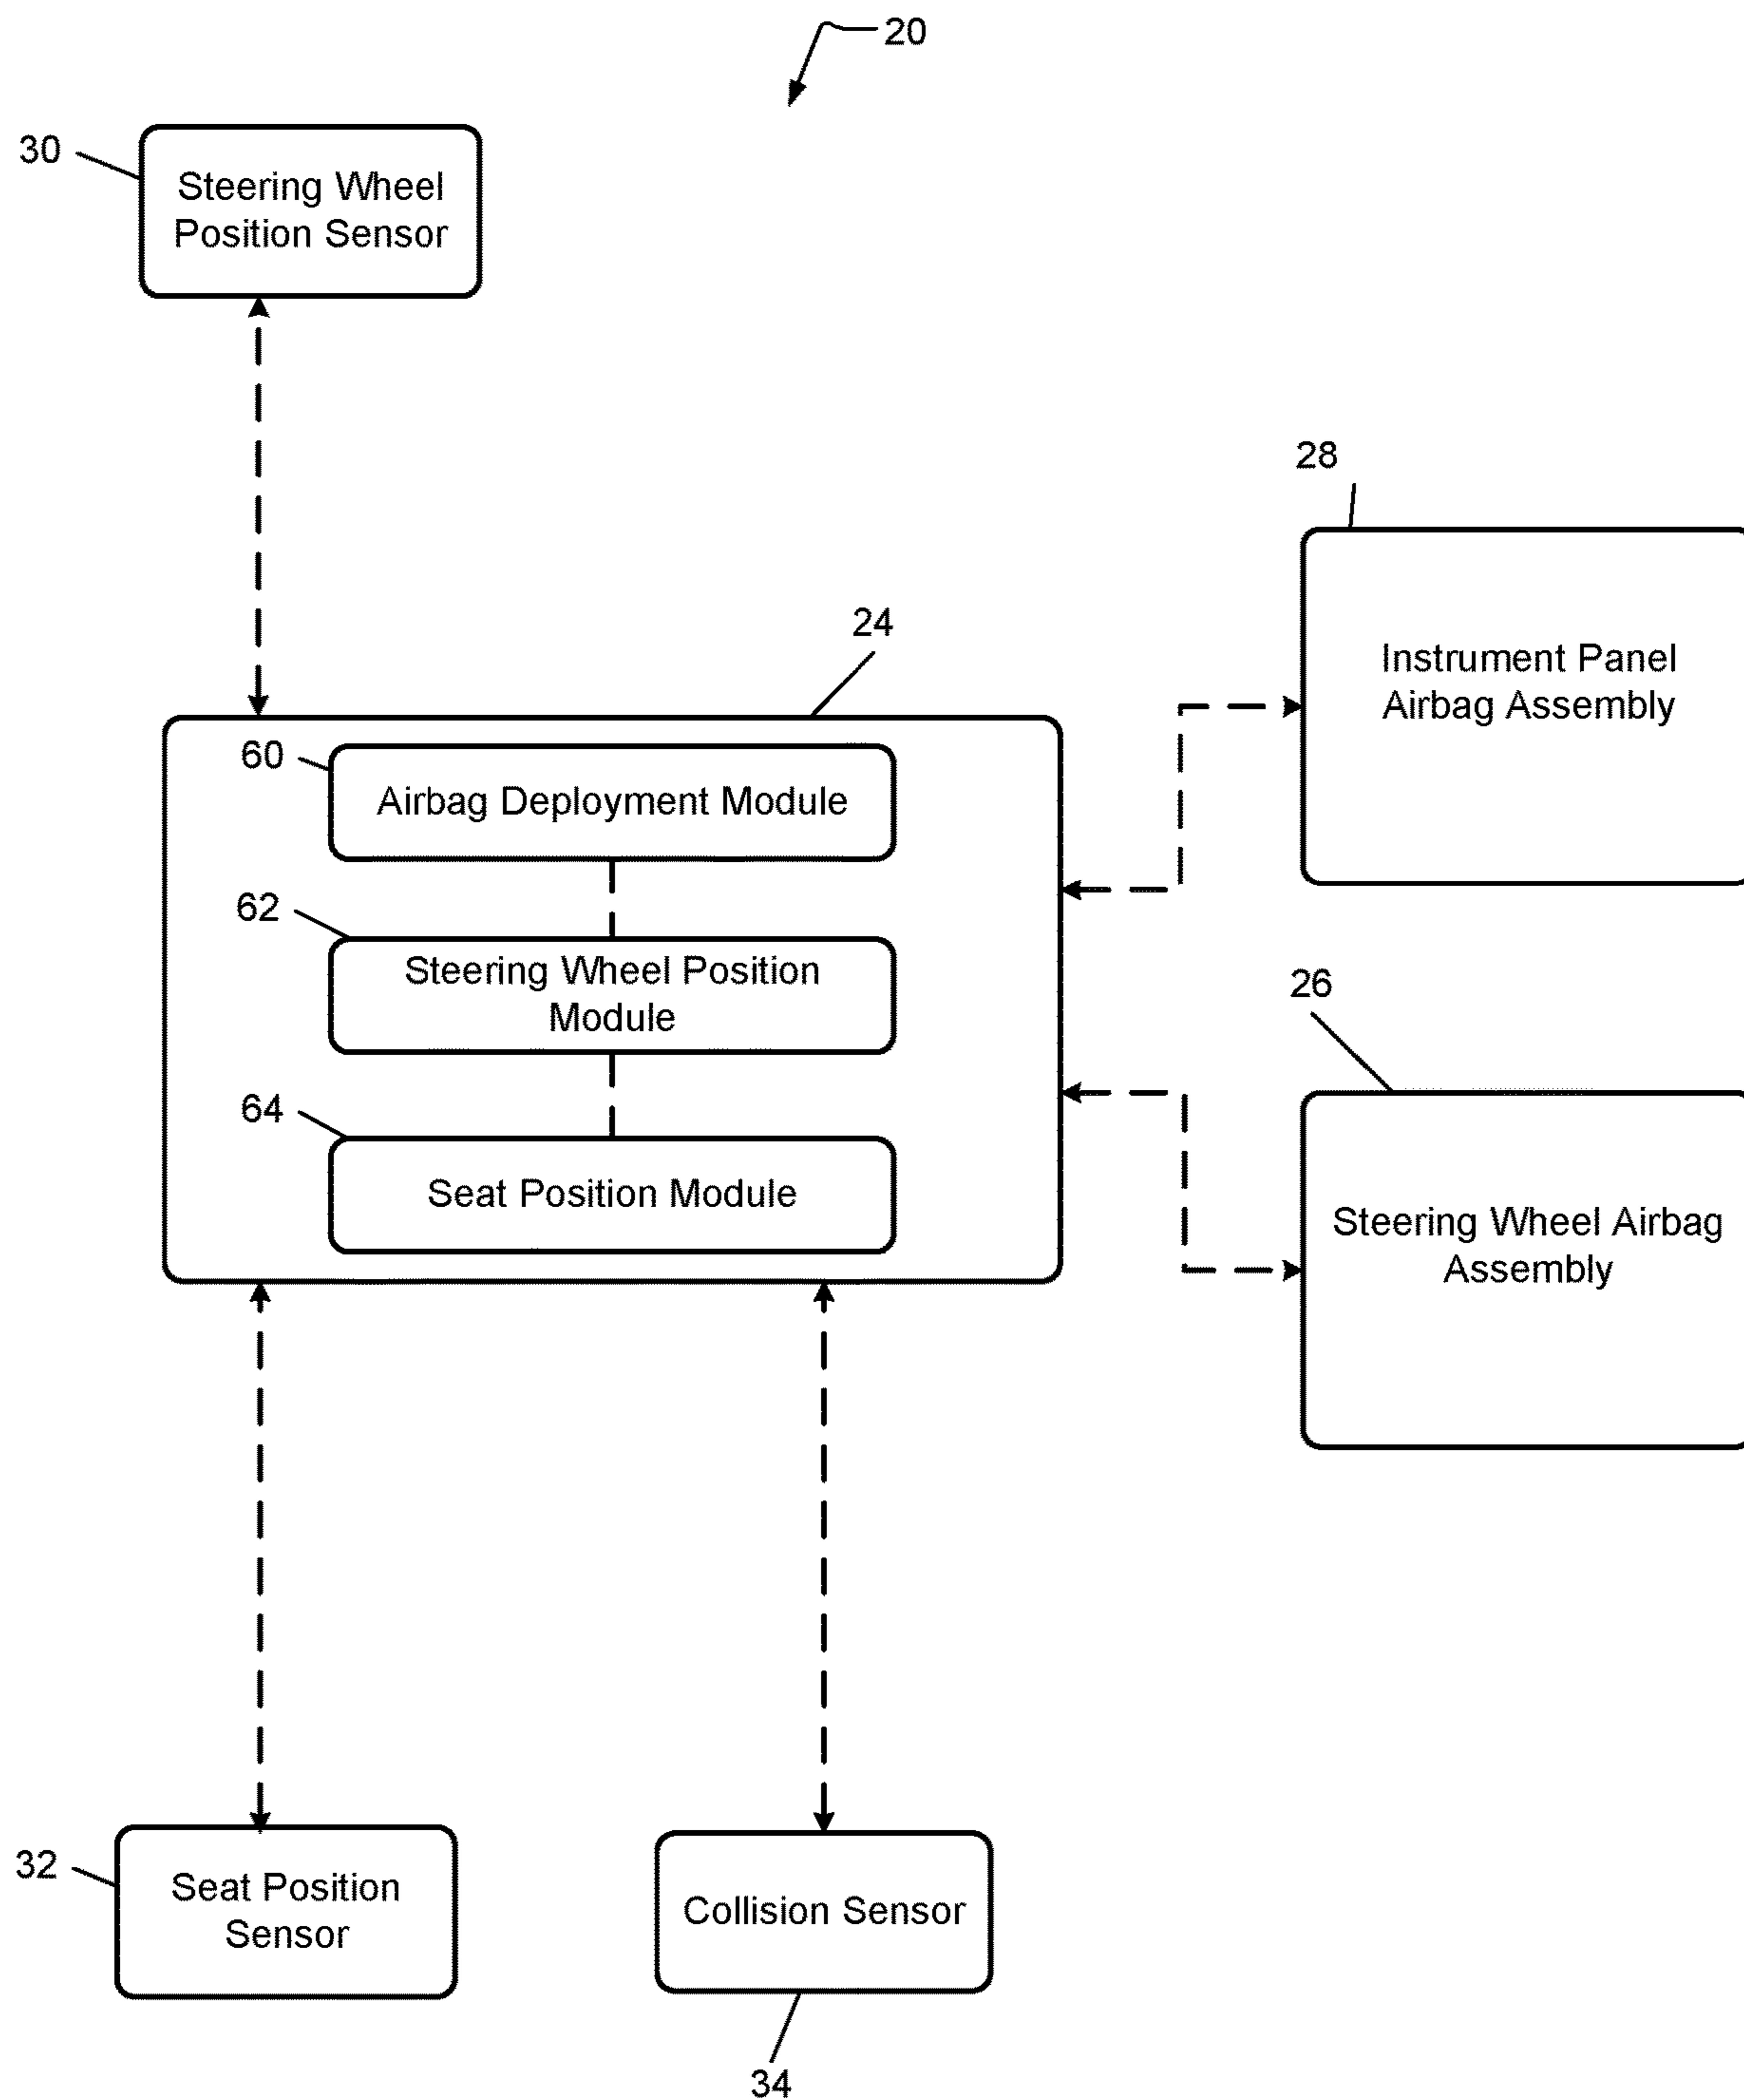 20
30
Steering Wheel
Position Sensor
28
Instrument Panel
Airbag Assembly
24
60
Airbag Deployment Module
62
Steering Wheel Position
Module
64
Seat Position Module
26
Steering Wheel Airbag
Assembly
32
Seat Position
Sensor
Collision Sensor
34